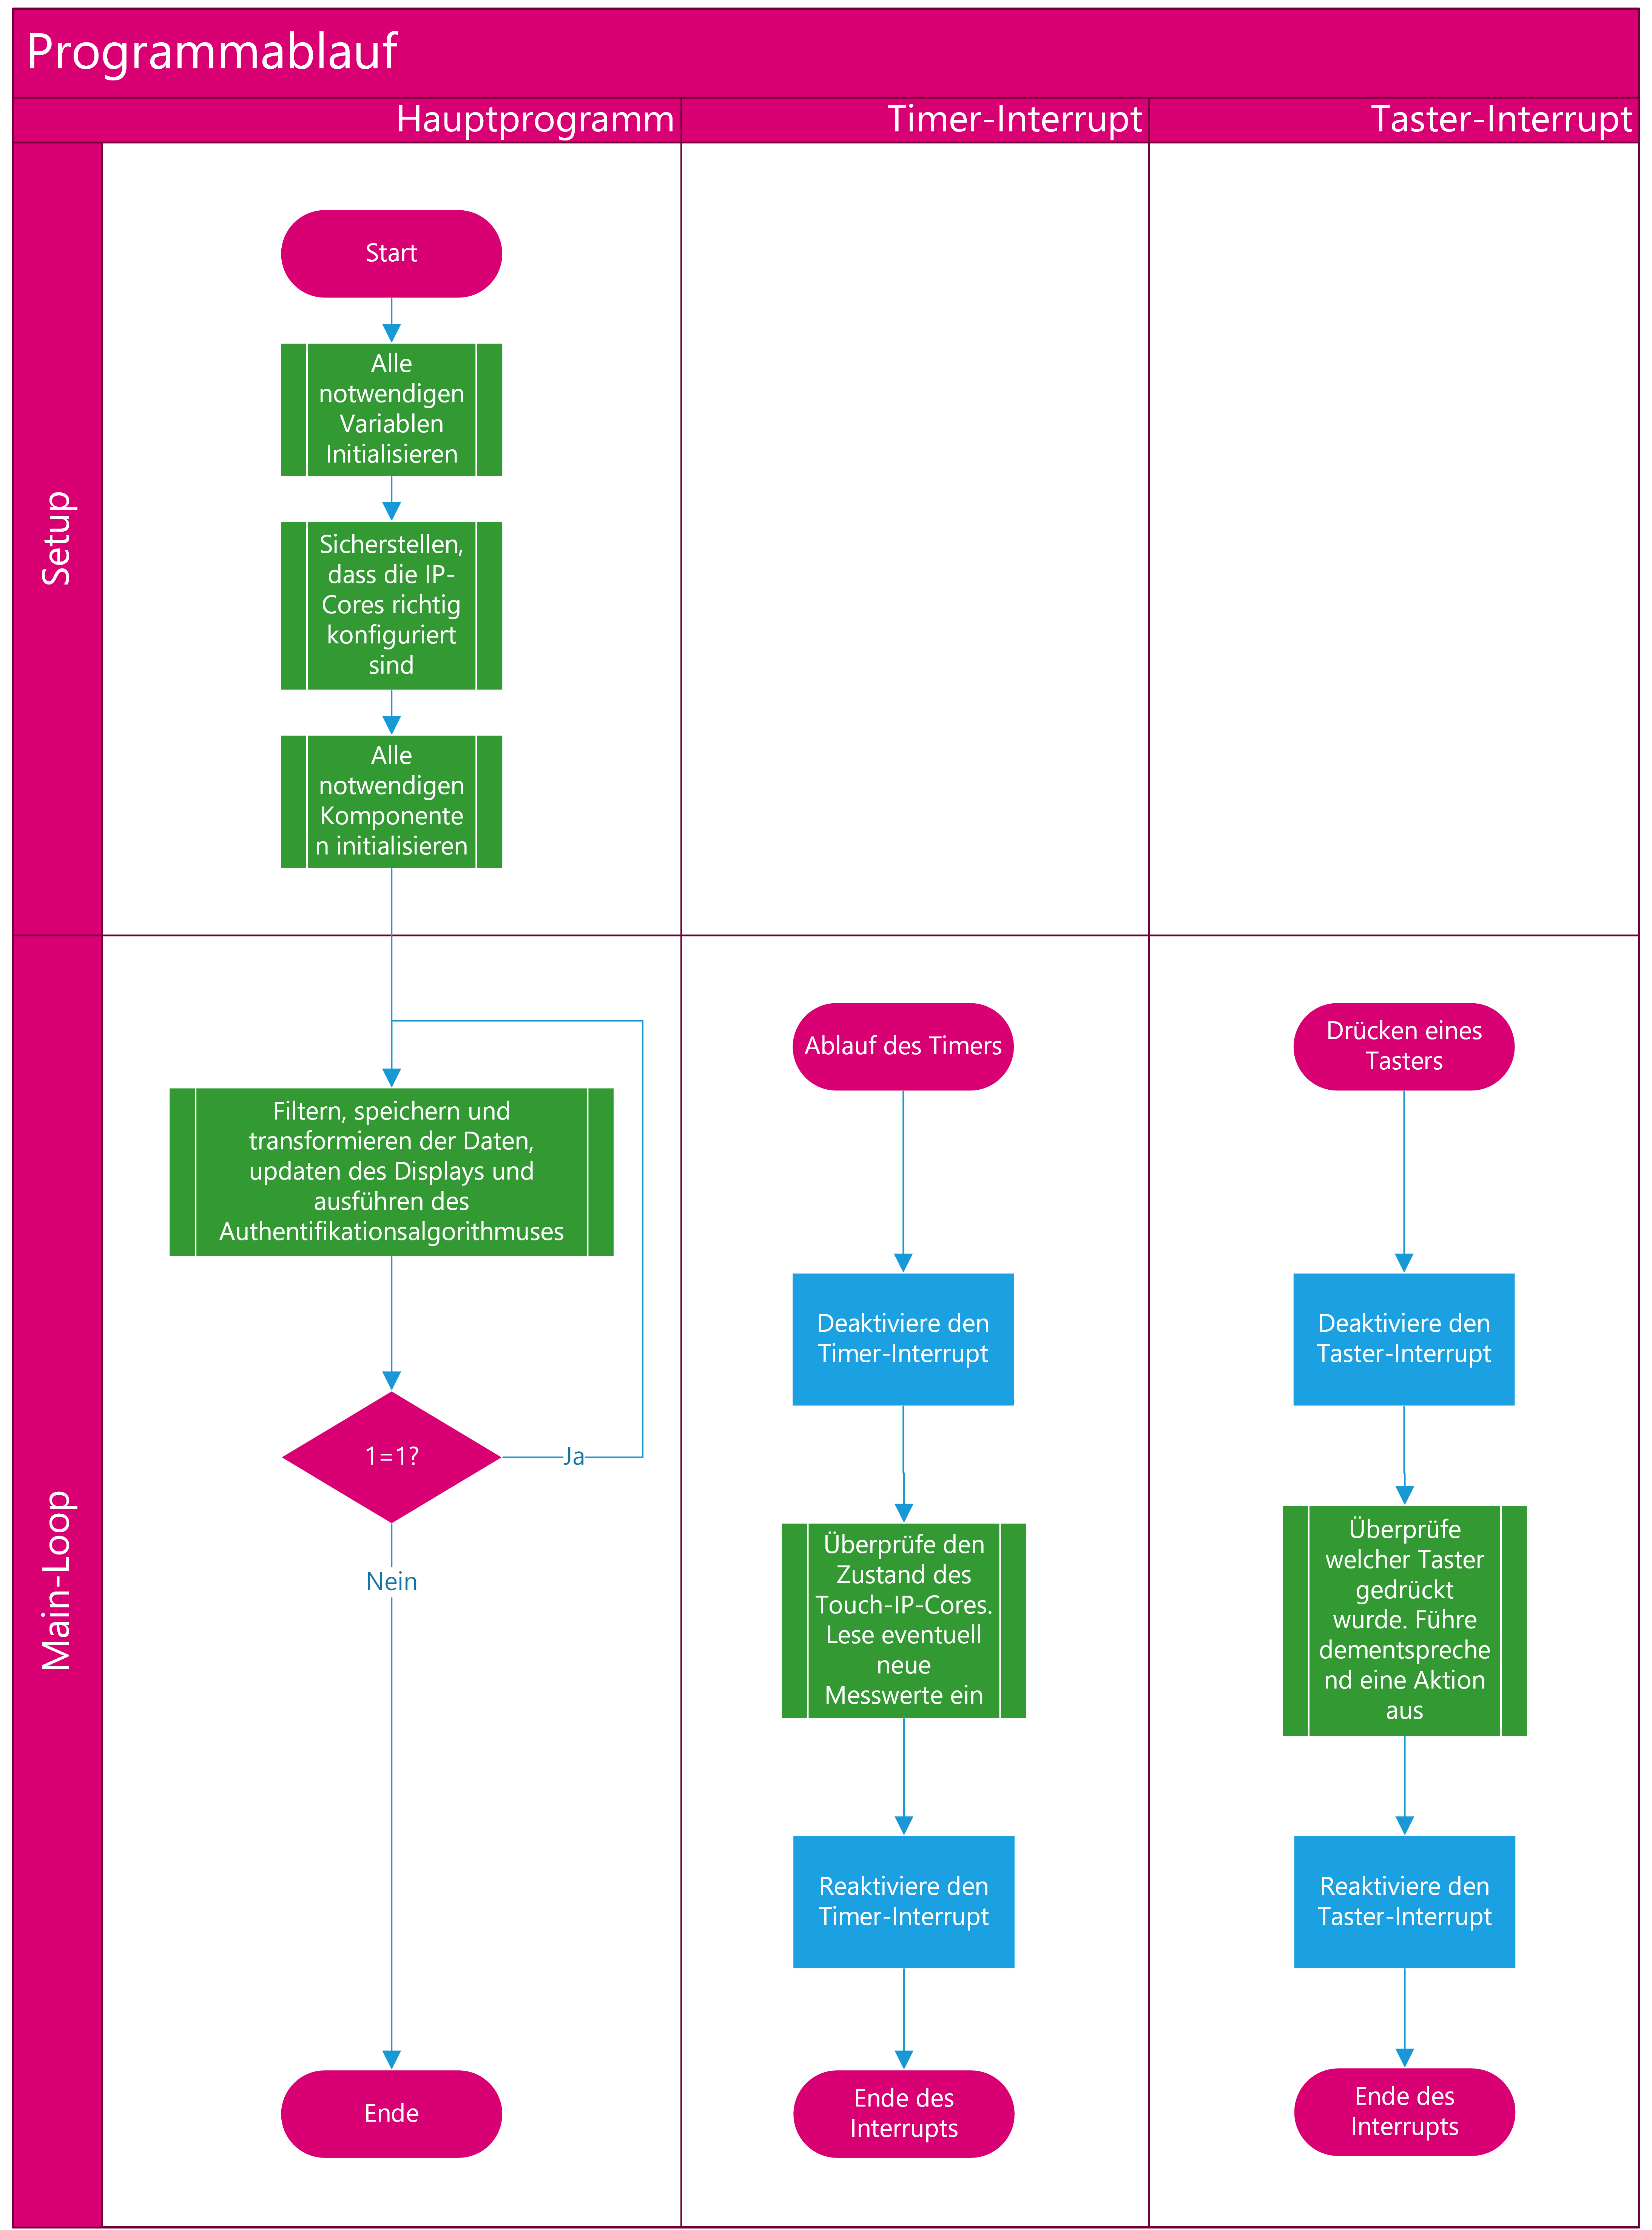 Programmablauf
Hauptprogramm
Timer-Interrupt
Taster-Interrupt
Setup
Start
Alle
notwendigen
Variablen
Initialisieren
Sicherstellen,
dass die IP-
Cores richtig
konfiguriert
sind
Alle
notwendigen
Komponente
n initialisieren
Main-Loop
Filtern, speichern und
transformieren der Daten,
updaten des Displays und
ausführen des
Authentifikationsalgorithmuses
1=1?
Ja
Nein
Ende
Ablauf des Timers
Deaktiviere den
Timer-Interrupt
Überprüfe den
Zustand des
Touch-IP-Cores.
Lese eventuell
neue
Messwerte ein
Reaktiviere den
Timer-Interrupt
Ende des
Interrupts
Drücken eines
Tasters
Deaktiviere den
Taster-Interrupt
Überprüfe
welcher Taster
gedrückt
wurde. Führe
dementspreche
nd eine Aktion
aus
Reaktiviere den
Taster-Interrupt
Ende des
Interrupts